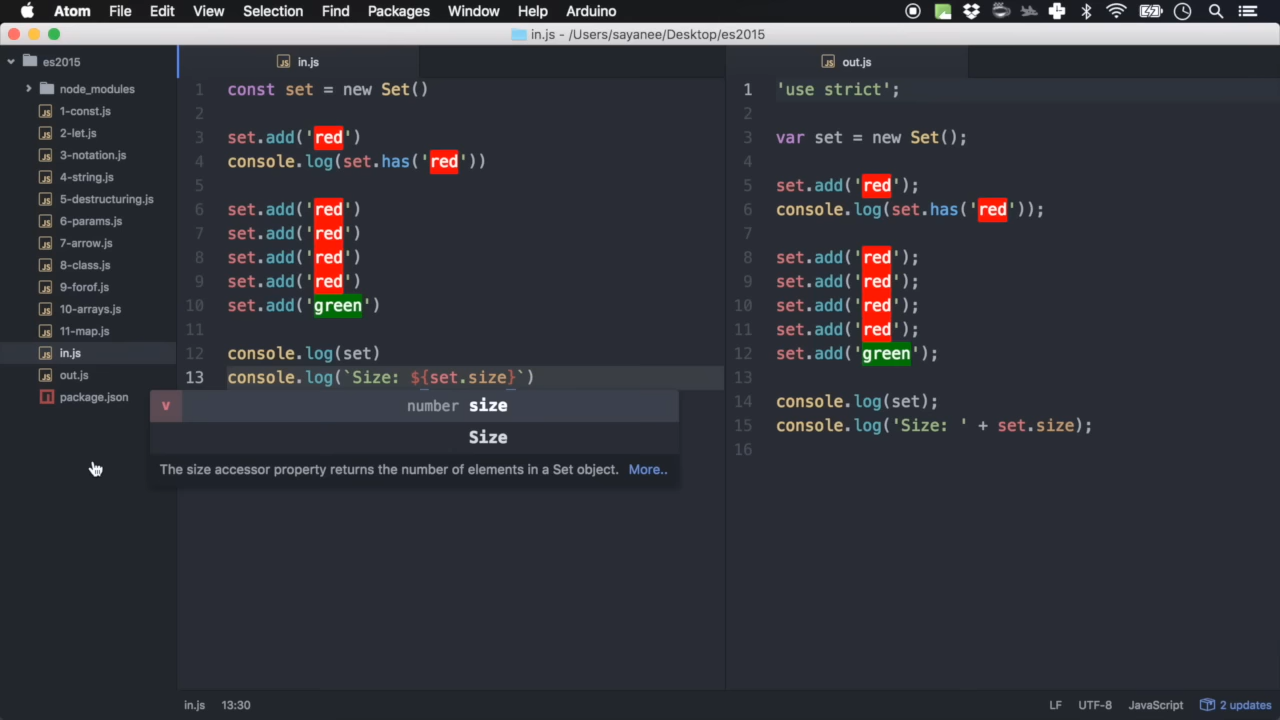 Atom File Edit View Selection Find Packages Window Help Arduino
in.js - /Users/sayanee/Desktop/es2015
es2015
node_modules
1-const.js
2-let.js
3-notation.js
4-string.js
5-destructuring.js
6-params.js
7-arrow.js
8-class.js
9-forof.js
10-arrays.js
11-map.js
in.js
out.js
package.json
in.js
1 const set = new Set()
2
3 set.add('red')
4 console.log(set.has('red'))
5
6 set.add('red')
7 set.add('red')
8 set.add('red')
9 set.add('red')
10 set.add('green')
11
12 console.log(set)
13 console.log(`Size: ${set.size}`)
v number size
Size
The size accessor property returns the number of elements in a Set object. More..
out.js
1 'use strict';
2
3 var set = new Set();
4
5 set.add('red');
6 console.log(set.has('red'));
7
8 set.add('red');
9 set.add('red');
10 set.add('red');
11 set.add('red');
12 set.add('green');
13
14 console.log(set);
15 console.log('Size: ' + set.size);
16
in.js 13:30 LF UTF-8 JavaScript 2 updates